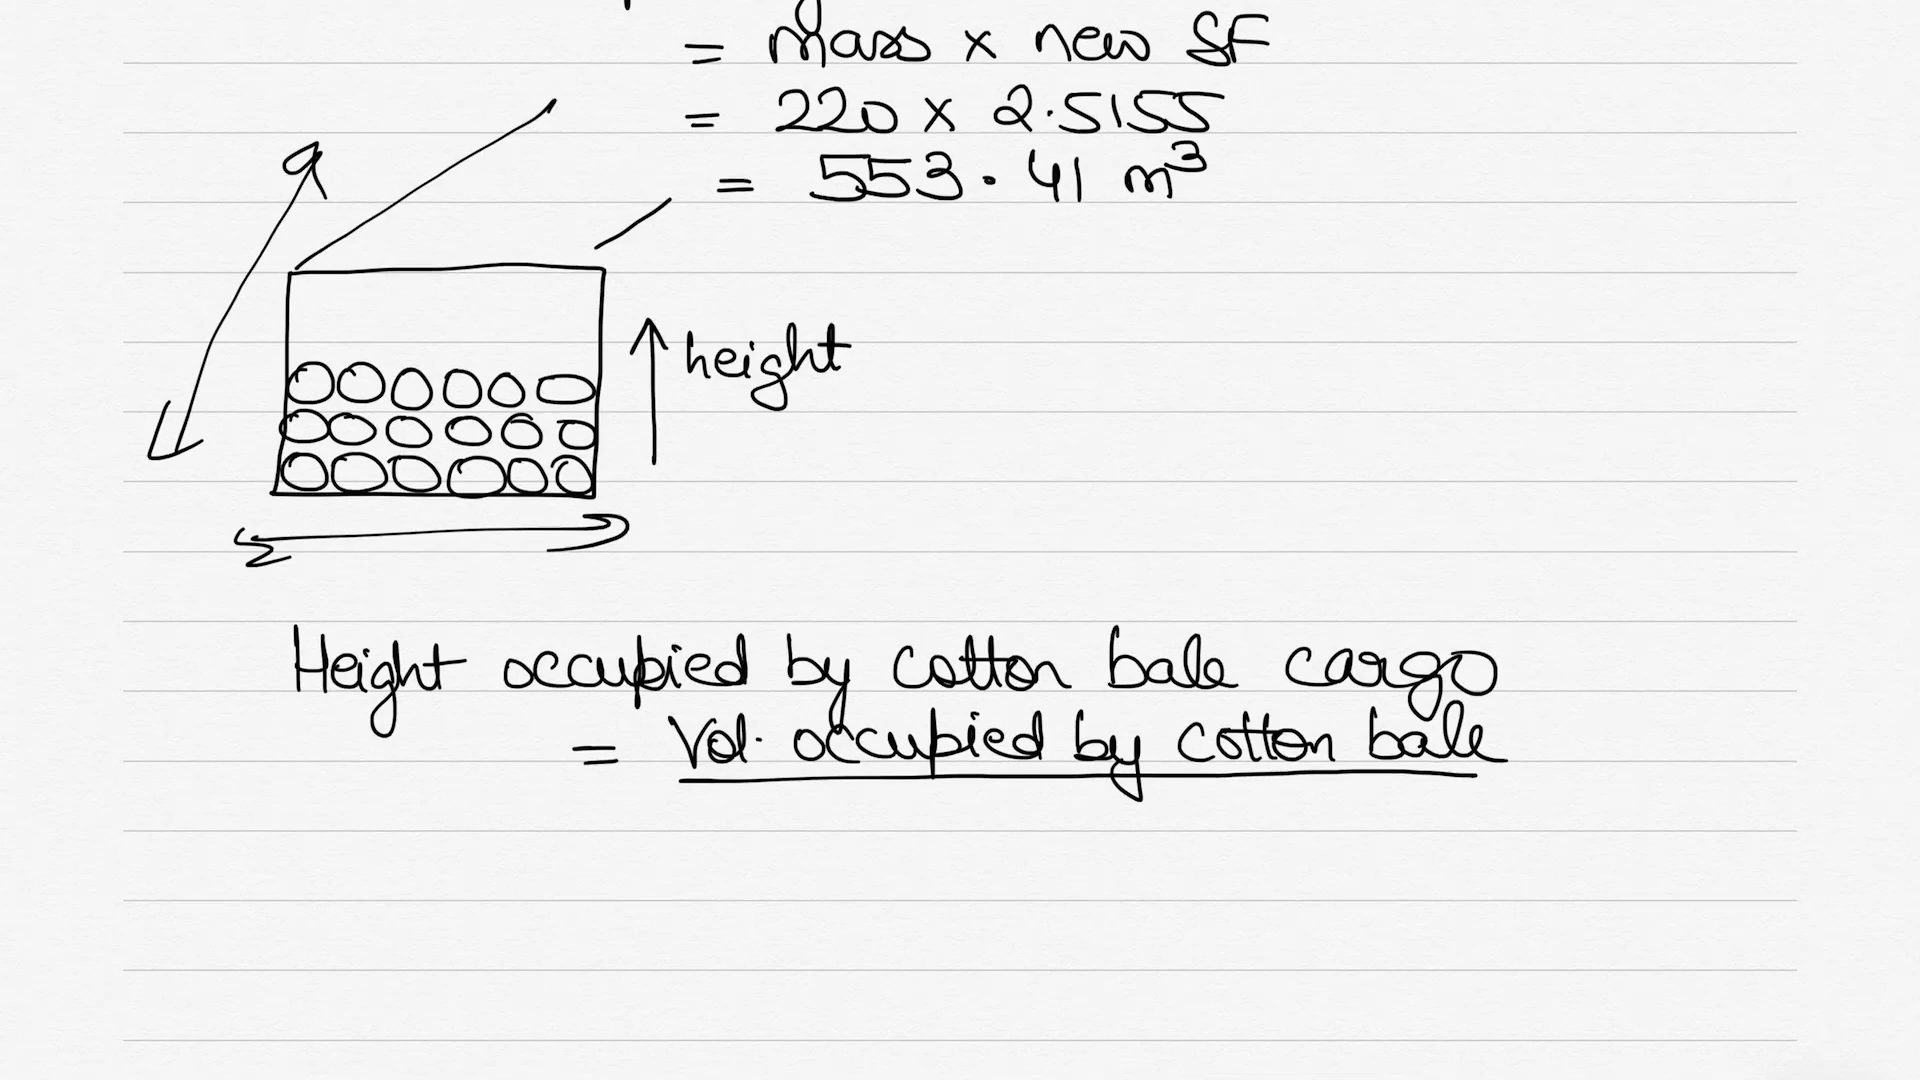 = Mass x new SF
= 220 x 2.5155
= 553.41 m³
height
Height occupied by cotton bale cargo
= Vol. occupied by cotton bale